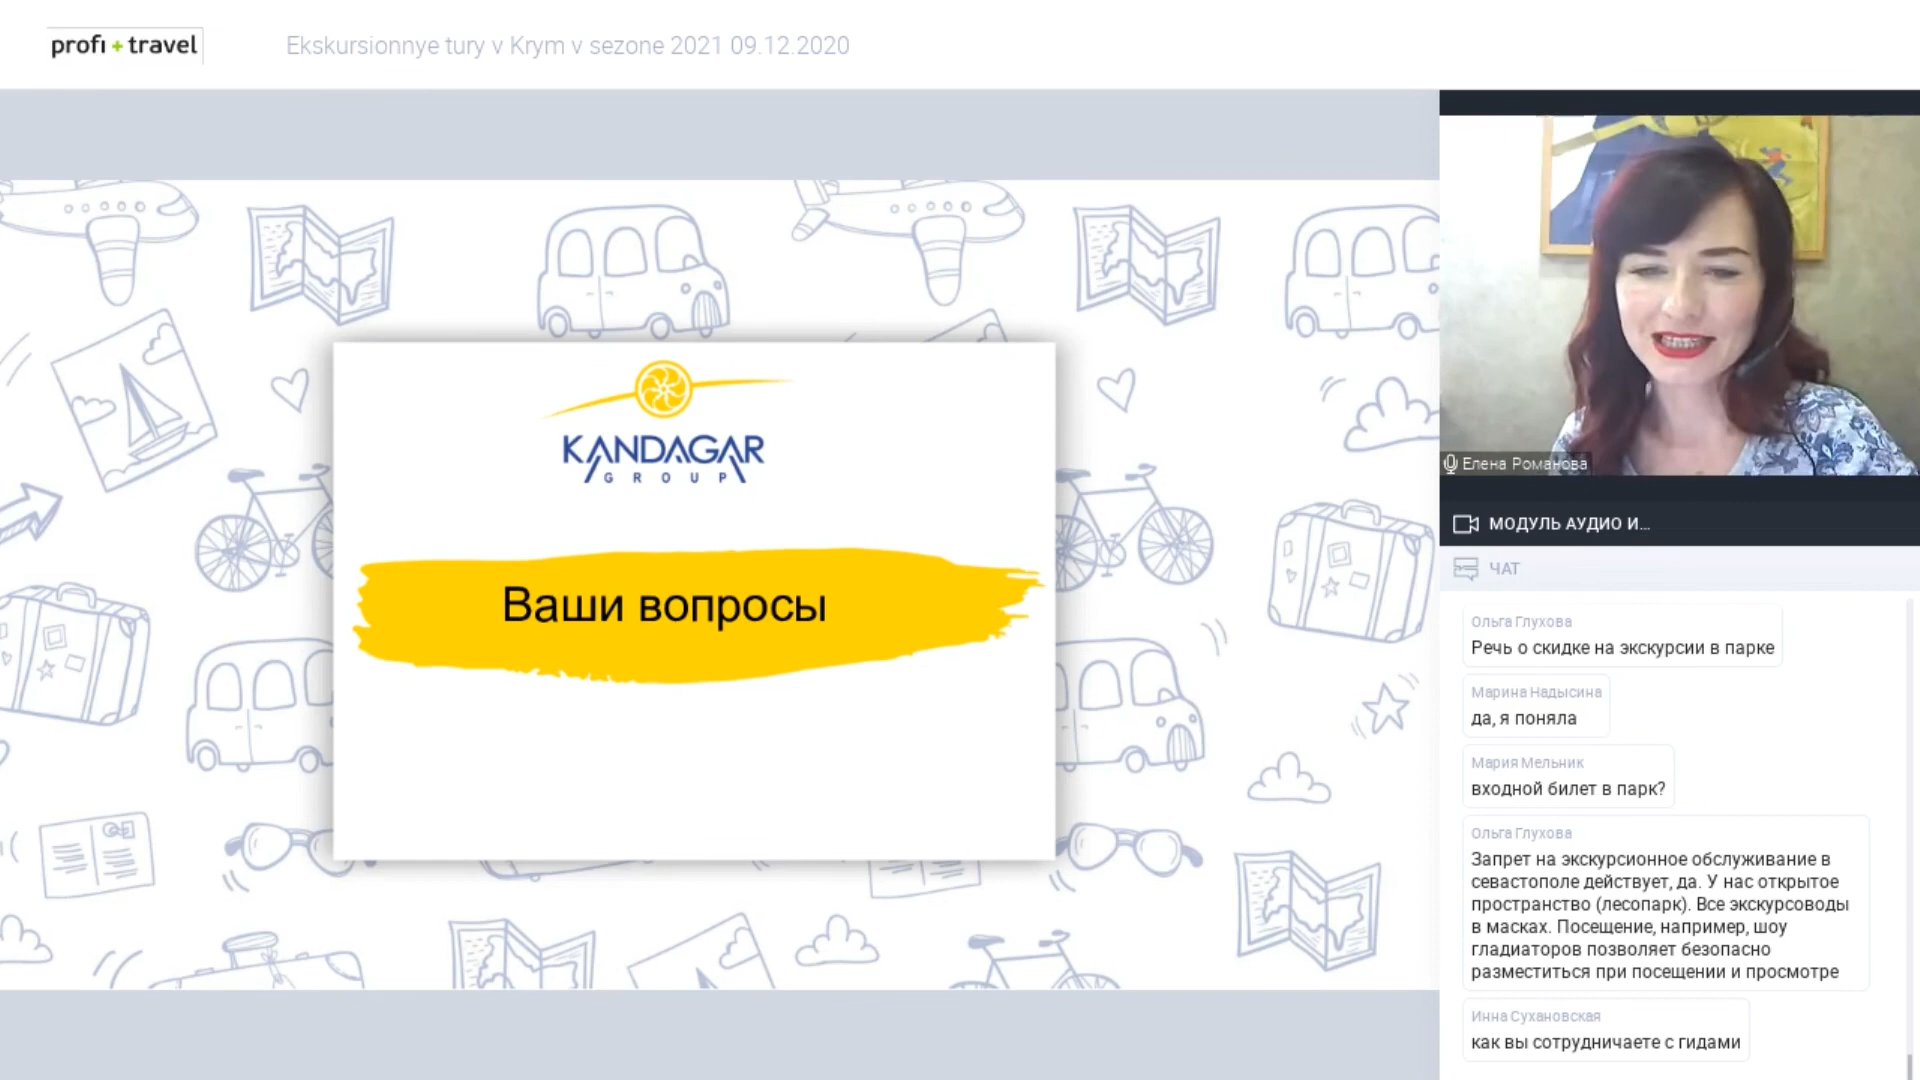 profi + travel
Ekskursionnye tury v Krym v sezone 2021 09.12.2020
KANDAGAR
GROUP
Ваши вопросы
Елена Романова
МОДУЛЬ АУДИО И...
ЧАТ
Ольга Глухова
Речь о скидке на экскурсии в парке
Марина Надысина
да, я поняла
Мария Мельник
входной билет в парк?
Ольга Глухова
Запрет на экскурсионное обслуживание в
севастополе действует, да. У нас открытое
пространство (лесопарк). Все экскурсоводы
в масках. Посещение, например, шоу
гладиаторов позволяет безопасно
разместиться при посещении и просмотре
Инна Сухановская
как вы сотрудничаете с гидами